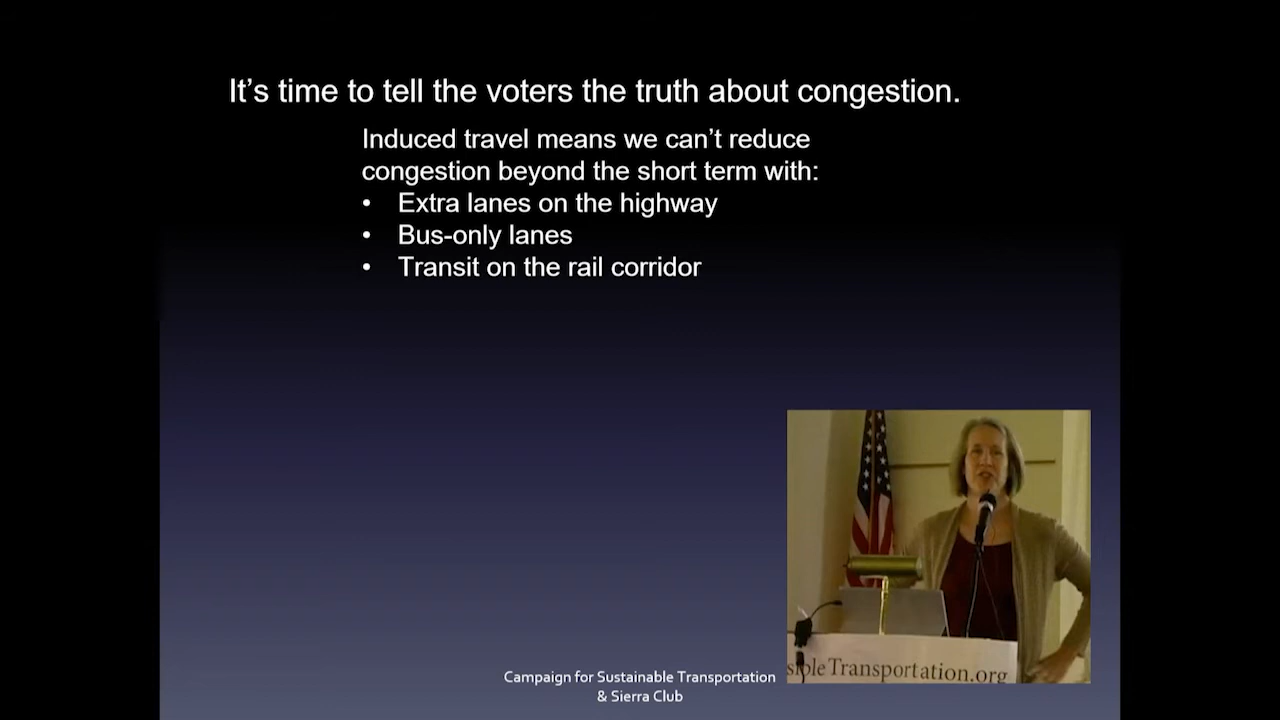 It's time to tell the voters the truth about congestion.
Induced travel means we can't reduce
congestion beyond the short term with:
• Extra lanes on the highway
• Bus-only lanes
• Transit on the rail corridor
Campaign for Sustainable Transportation
& Sierra Club
sibleTransportation.org